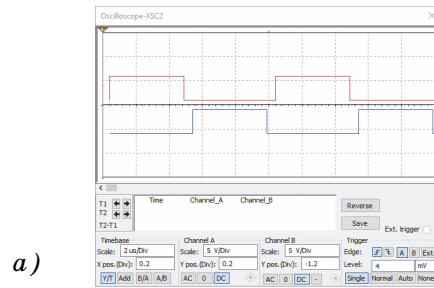 Oscilloscope-XSC2
Time Channel_A Channel_B
T1
T2
T2-T1
Reverse
Save
Ext. trigger
Timebase
Scale: 2 us/Div
X pos.(Div): 0.2
Y/T Add B/A A/B
Channel A
Scale: 5 V/Div
Y pos.(Div): 0.2
AC 0 DC
Channel B
Scale: 5 V/Div
Y pos.(Div): -1.2
AC 0 DC -
Trigger
Edge: A B Ext
Level: 4 mV
Single Normal Auto None
a)